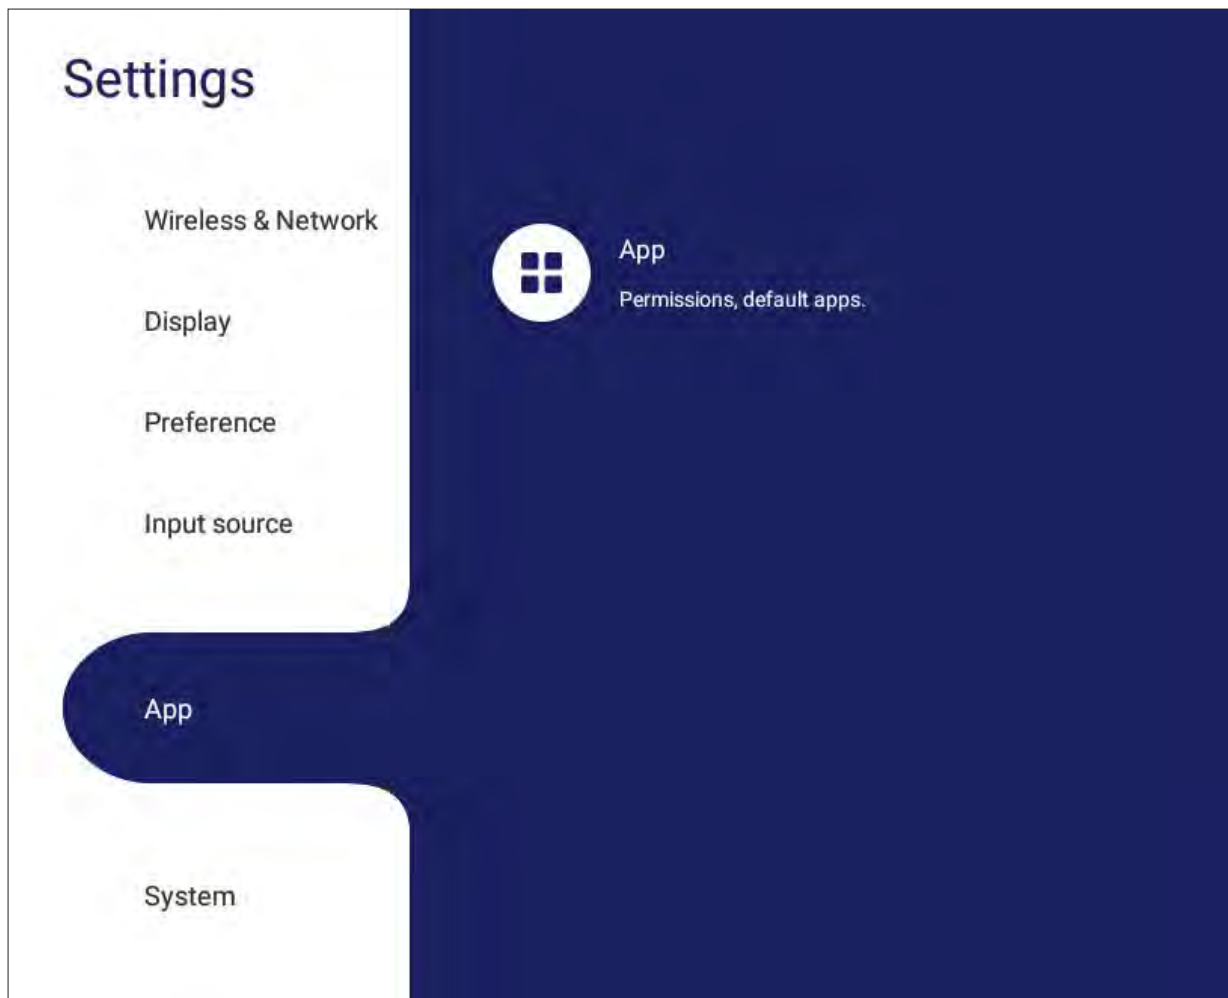 Settings
Wireless & Network
Display
Preference
Input source
App
System
App
Permissions, default apps.